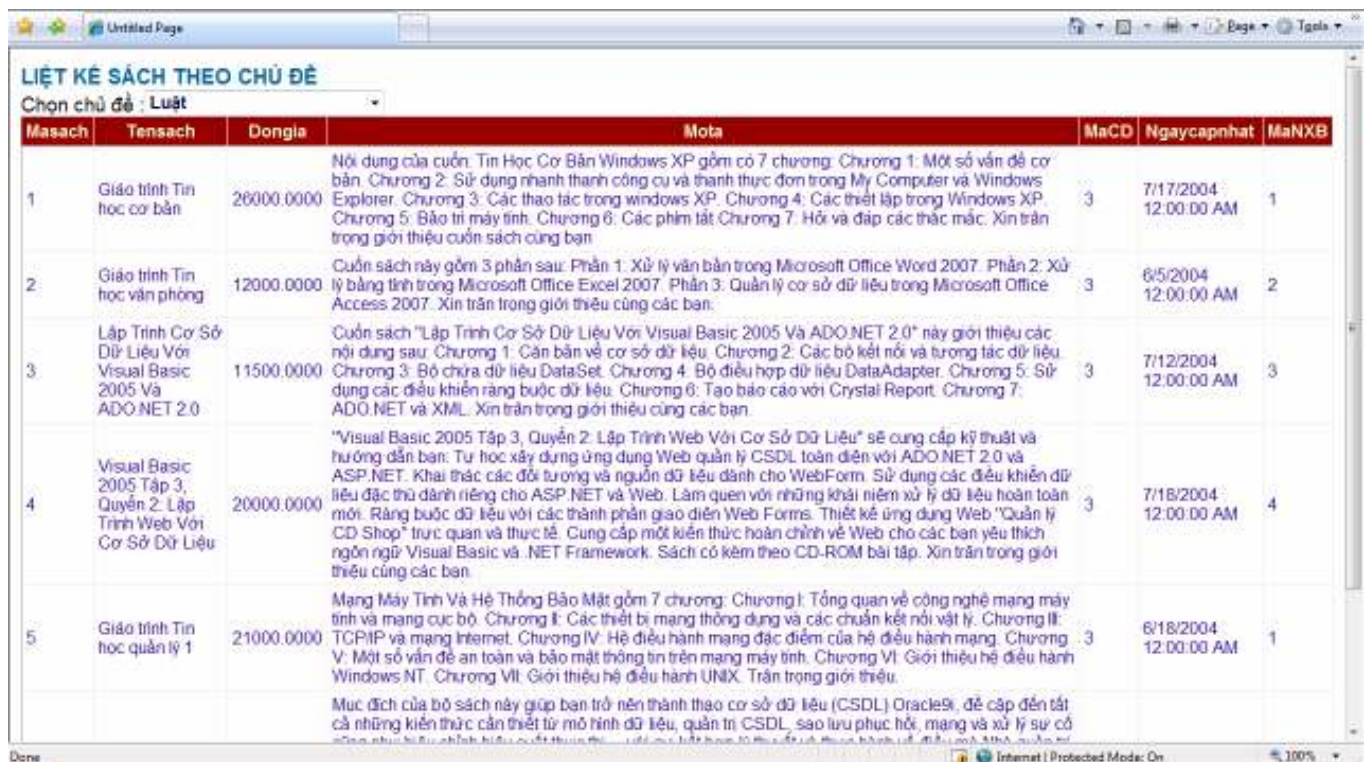 Untitled Page
Page
Tools
LIỆT KÊ SÁCH THEO CHỦ ĐỀ
Chọn chủ đề : Luật
Masach Tensach Dongia Mota MaCD Ngaycapnhat MaNXB
1
Giáo trình Tin
học cơ bản
26000.0000
Nội dung của cuốn: Tin Học Cơ Bản Windows XP gồm có 7 chương: Chương 1: Một số vấn đề cơ
bản. Chương 2: Sử dụng nhanh thanh công cụ và thanh thực đơn trong My Computer và Windows
Explorer. Chương 3: Các thao tác trong windows XP. Chương 4: Các thiết lập trong Windows XP.
Chương 5: Bảo trì máy tính. Chương 6: Các phím tắt Chương 7: Hỏi và đáp các thắc mắc. Xin trân
trọng giới thiệu cuốn sách cùng bạn
3
7/17/2004
12:00:00 AM
1
2
Giáo trình Tin
học văn phòng
12000.0000
Cuốn sách này gồm 3 phần sau: Phần 1: Xử lý văn bản trong Microsoft Office Word 2007. Phần 2: Xử
lý bảng tính trong Microsoft Office Excel 2007. Phần 3: Quản lý cơ sở dữ liệu trong Microsoft Office
Access 2007. Xin trân trọng giới thiệu cùng các bạn.
3
6/5/2004
12:00:00 AM
2
3
Lập Trình Cơ Sở
Dữ Liệu Với
Visual Basic
2005 Và
ADO.NET 2.0
11500.0000
Cuốn sách "Lập Trình Cơ Sở Dữ Liệu Với Visual Basic 2005 Và ADO.NET 2.0" này giới thiệu các
nội dung sau: Chương 1: Căn bản về cơ sở dữ liệu. Chương 2: Các bộ kết nối và tương tác dữ liệu.
Chương 3: Bộ chứa dữ liệu DataSet. Chương 4: Bộ điều hợp dữ liệu DataAdapter. Chương 5: Sử
dụng các điều khiển ràng buộc dữ liệu. Chương 6: Tạo báo cáo với Crystal Report. Chương 7:
ADO.NET và XML. Xin trân trọng giới thiệu cùng các bạn.
3
7/12/2004
12:00:00 AM
3
4
Visual Basic
2005 Tập 3,
Quyển 2: Lập
Trình Web Với
Cơ Sở Dữ Liệu
20000.0000
"Visual Basic 2005 Tập 3, Quyển 2: Lập Trình Web Với Cơ Sở Dữ Liệu" sẽ cung cấp kỹ thuật và
hướng dẫn bạn: Tự học xây dựng ứng dụng Web quản lý CSDL toàn diện với ADO.NET 2.0 và
ASP.NET. Khai thác các đối tượng và nguồn dữ liệu dành cho WebForm. Sử dụng các điều khiển dữ
liệu đặc thù dành riêng cho ASP.NET và Web. Làm quen với những khái niệm xử lý dữ liệu hoàn toàn
mới. Ràng buộc dữ liệu với các thành phần giao diện Web Forms. Thiết kế ứng dụng Web "Quản lý
CD Shop" trực quan và thực tế. Cung cấp một kiến thức hoàn chỉnh về Web cho các bạn yêu thích
ngôn ngữ Visual Basic và .NET Framework. Sách có kèm theo CD-ROM bài tập. Xin trân trọng giới
thiệu cùng các bạn.
3
7/18/2004
12:00:00 AM
4
5
Giáo trình Tin
học quản lý 1
21000.0000
Mạng Máy Tính Và Hệ Thống Bảo Mật gồm 7 chương: Chương I: Tổng quan về công nghệ mạng máy
tính và mạng cục bộ. Chương II: Các thiết bị mạng thông dụng và các chuẩn kết nối vật lý. Chương III:
TCP/IP và mạng Internet. Chương IV: Hệ điều hành mạng đặc điểm của hệ điều hành mạng. Chương
V: Một số vấn đề an toàn và bảo mật thông tin trên mạng máy tính. Chương VI: Giới thiệu hệ điều hành
Windows NT. Chương VII: Giới thiệu hệ điều hành UNIX. Trân trọng giới thiệu.
3
6/18/2004
12:00:00 AM
1
Mục đích của bộ sách này giúp bạn trở nên thành thạo cơ sở dữ liệu (CSDL) Oracle9i, đề cập đến tất
cả những kiến thức cần thiết từ mô hình dữ liệu, quản trị CSDL, sao lưu phục hồi, mạng và xử lý sự cố
Done
Internet | Protected Mode: On
100%